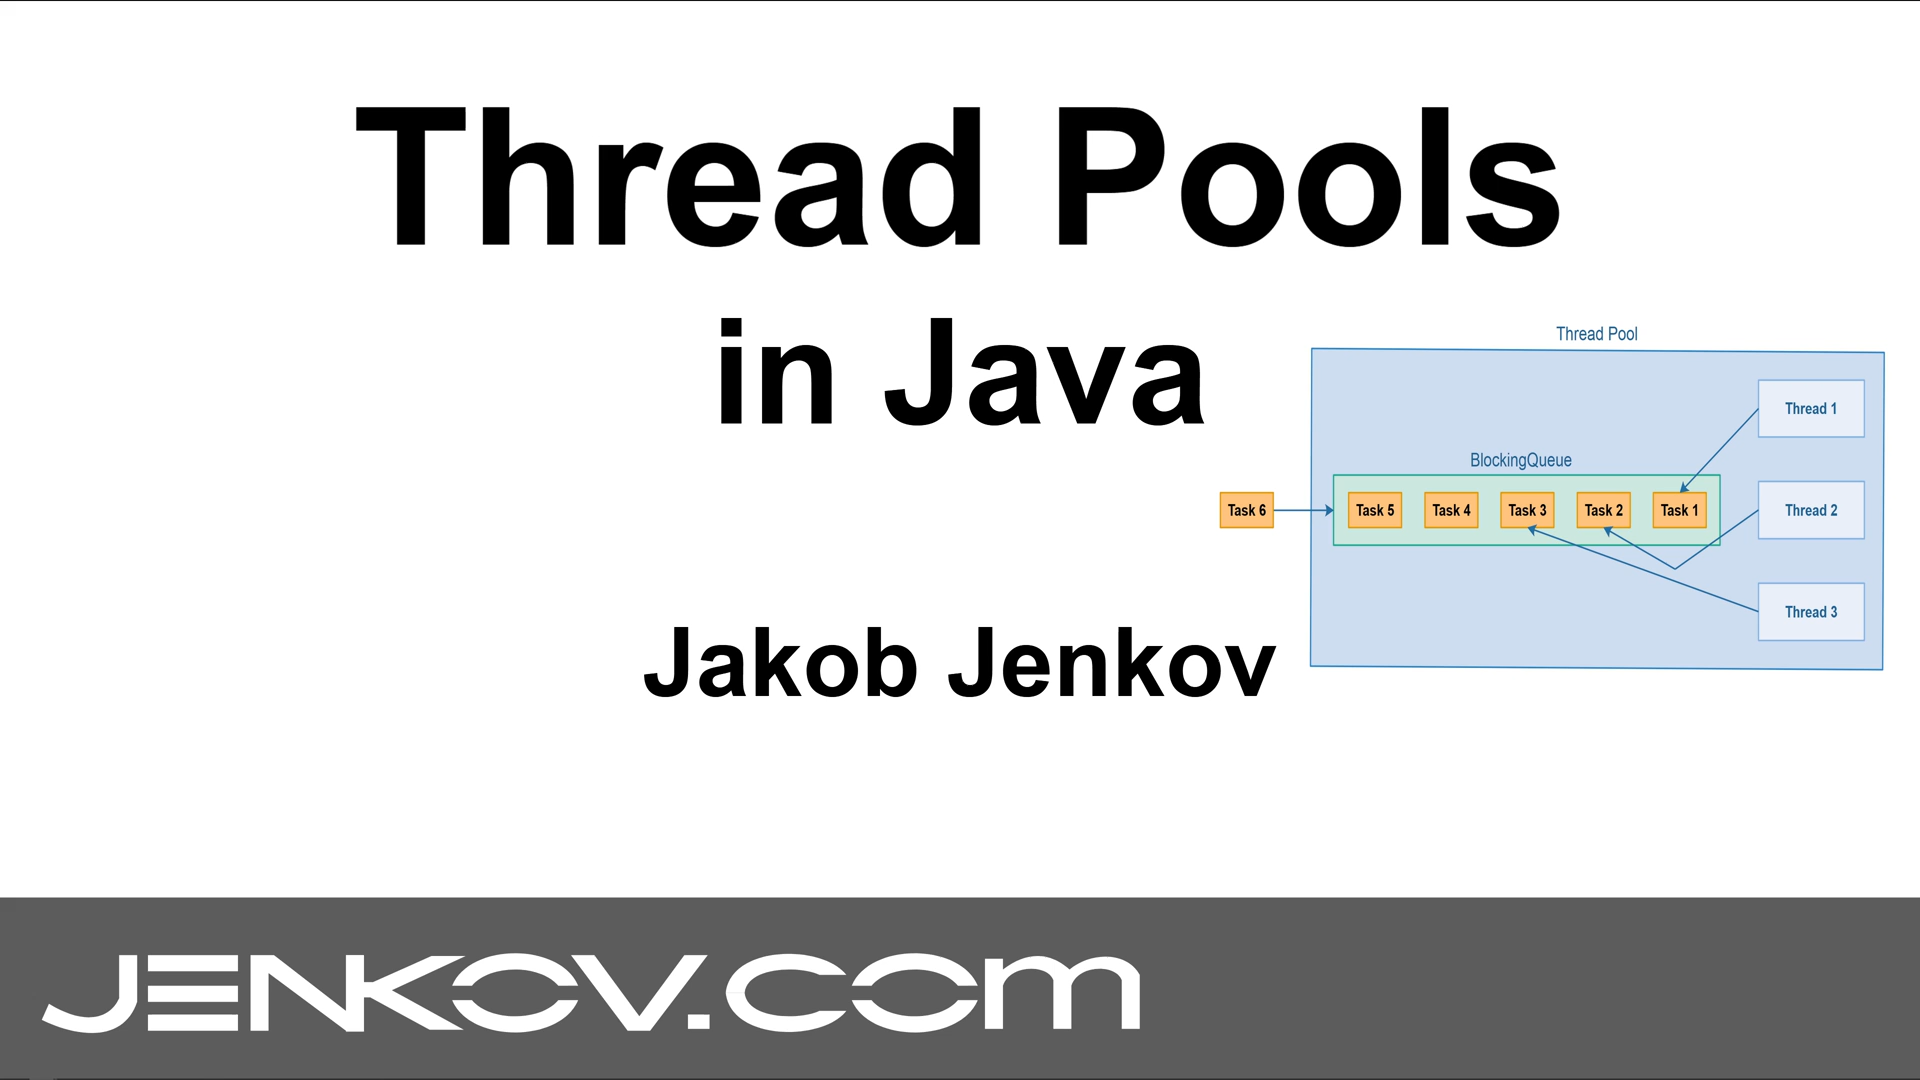 Thread Pools
in Java
Jakob Jenkov
Thread Pool
Thread 1
BlockingQueue
Task 6 Task 5 Task 4 Task 3 Task 2 Task 1 Thread 2
Thread 3
JENKOV.COM